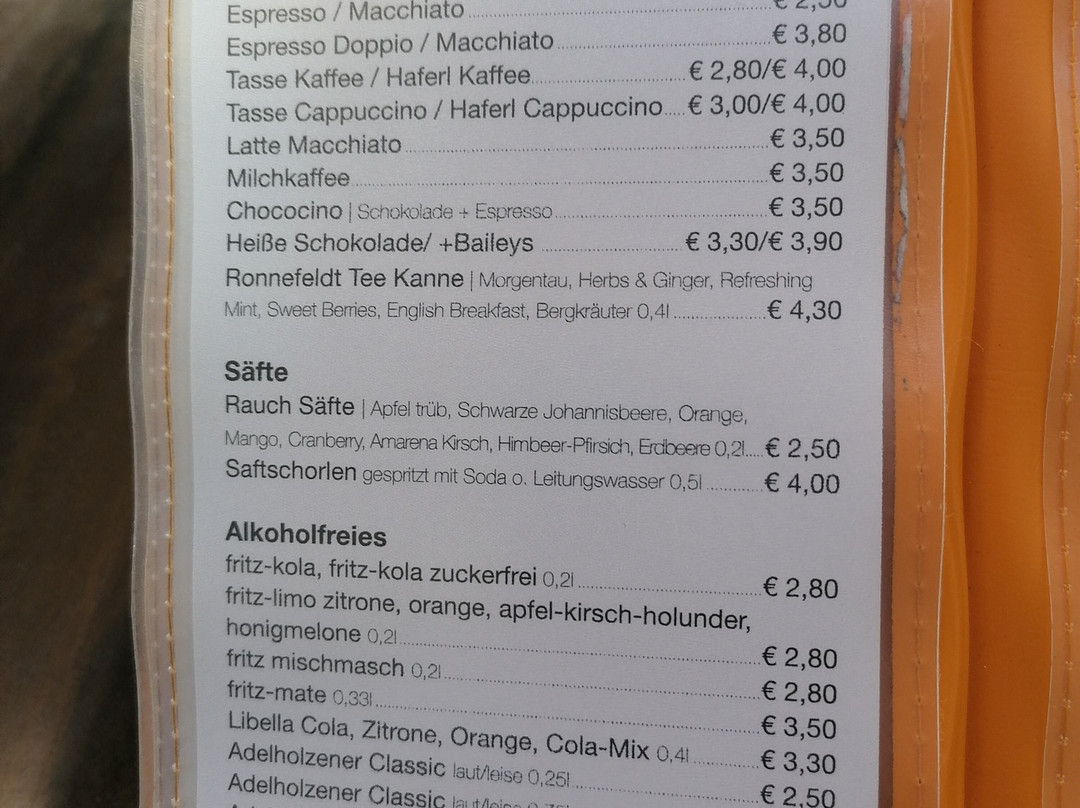 Espresso / Macchiato ... € 2,50
Espresso Doppio / Macchiato ... € 3,80
Tasse Kaffee / Haferl Kaffee ... € 2,80/€ 4,00
Tasse Cappuccino / Haferl Cappuccino ... € 3,00/€ 4,00
Latte Macchiato ... € 3,50
Milchkaffee ... € 3,50
Chococino | Schokolade + Espresso ... € 3,50
Heiße Schokolade/ +Baileys ... € 3,30/€ 3,90
Ronnefeldt Tee Kanne | Morgentau, Herbs & Ginger, Refreshing
Mint, Sweet Berries, English Breakfast, Bergkräuter 0,4l ... € 4,30
Säfte
Rauch Säfte | Apfel trüb, Schwarze Johannisbeere, Orange,
Mango, Cranberry, Amarena Kirsch, Himbeer-Pfirsich, Erdbeere 0,2l ... € 2,50
Saftschorlen gespritzt mit Soda o. Leitungswasser 0,5l ... € 4,00
Alkoholfreies
fritz-kola, fritz-kola zuckerfrei 0,2l ... € 2,80
fritz-limo zitrone, orange, apfel-kirsch-holunder,
honigmelone 0,2l ... € 2,80
fritz mischmasch 0,2l ... € 2,80
fritz-mate 0,33l ... € 3,50
Libella Cola, Zitrone, Orange, Cola-Mix 0,4l ... € 3,30
Adelholzener Classic laut/leise 0,25l ... € 2,50
Adelholzener Classic laut/leise